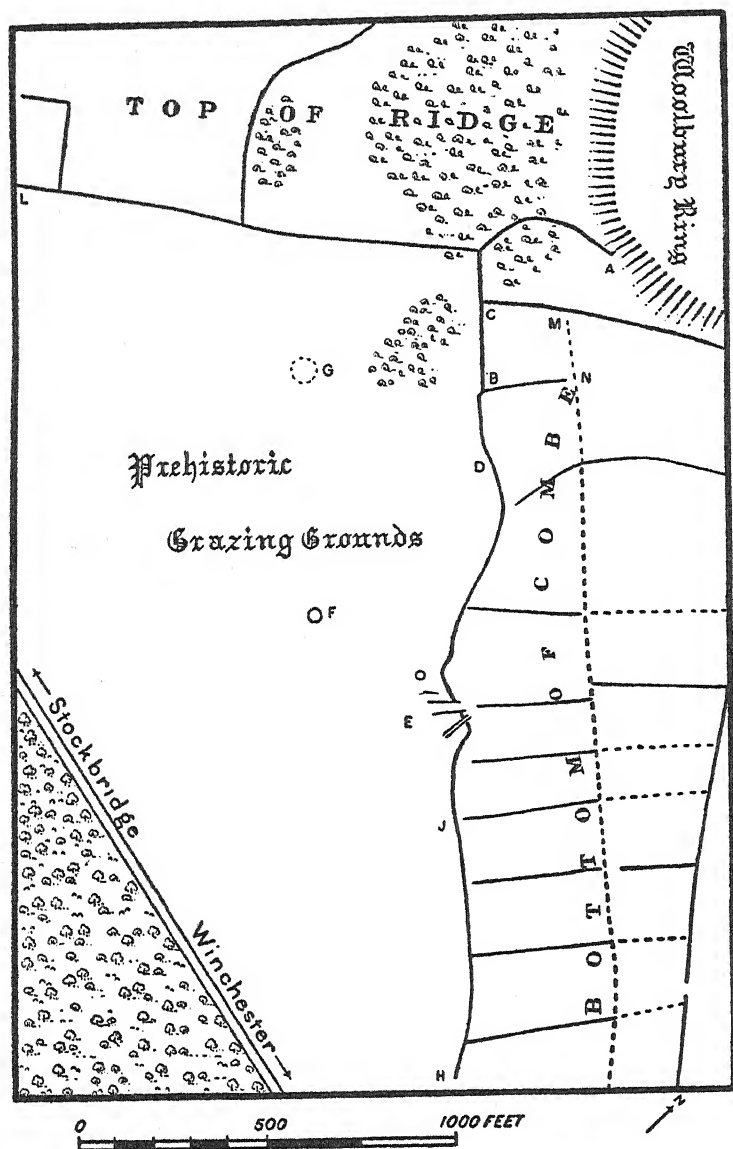 TOP OF RIDGE
Woolbury Ring
L
A
C
M
G
B
N
D
Prehistoric
Grazing Grounds
F
O
E
Stockbridge
Winchester
J
H
BOTTOM OF COMBE
N
0 500 1000 FEET